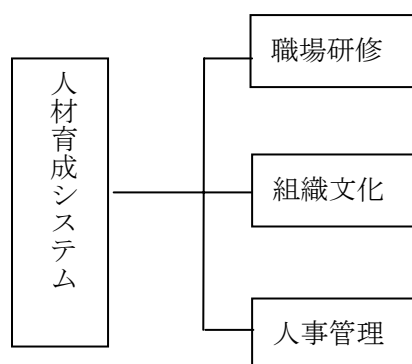 人材育成システム
職場研修
組織文化
人事管理